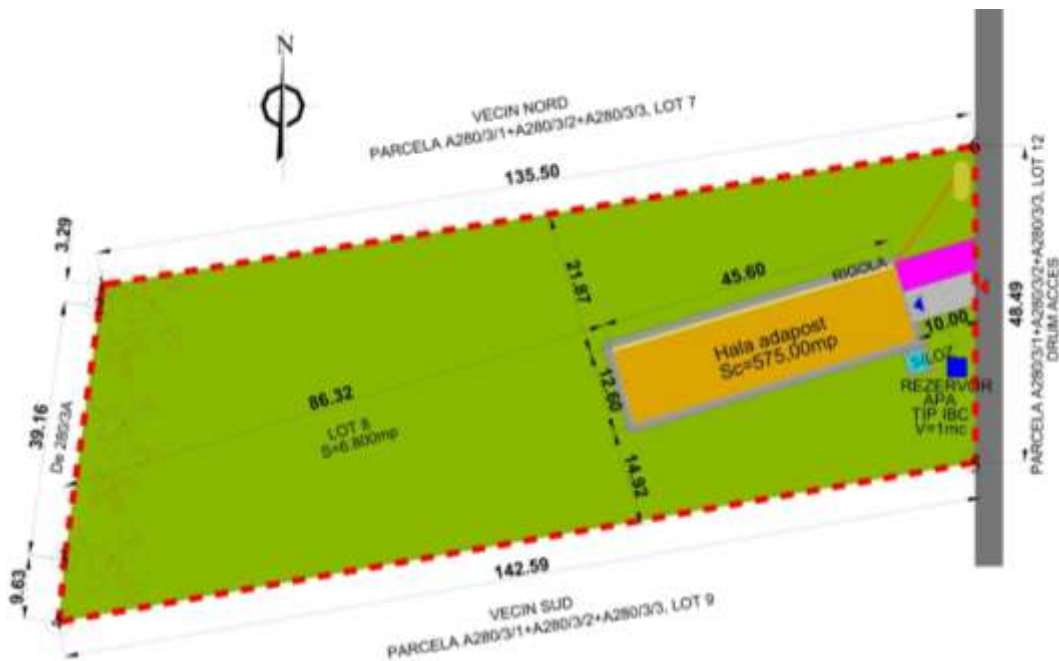 N
VECIN NORD
PARCELA A280/3/1+A280/3/2+A280/3/3, LOT 7
135.50
3.29
21.87
45.60
RIGOLA
PARCELA A280/3/1+A280/3/2+A280/3/3, LOT 12
DRUM ACCES
48.49
Hala adapost
Sc=575.00mp
10.00
SILOZ
REZERVOR
APA
TIP IBC
V=1mc
12.60
86.32
LOT 8
S=6.800mp
39.16
De 280/3A
14.92
9.63
142.59
VECIN SUD
PARCELA A280/3/1+A280/3/2+A280/3/3, LOT 9